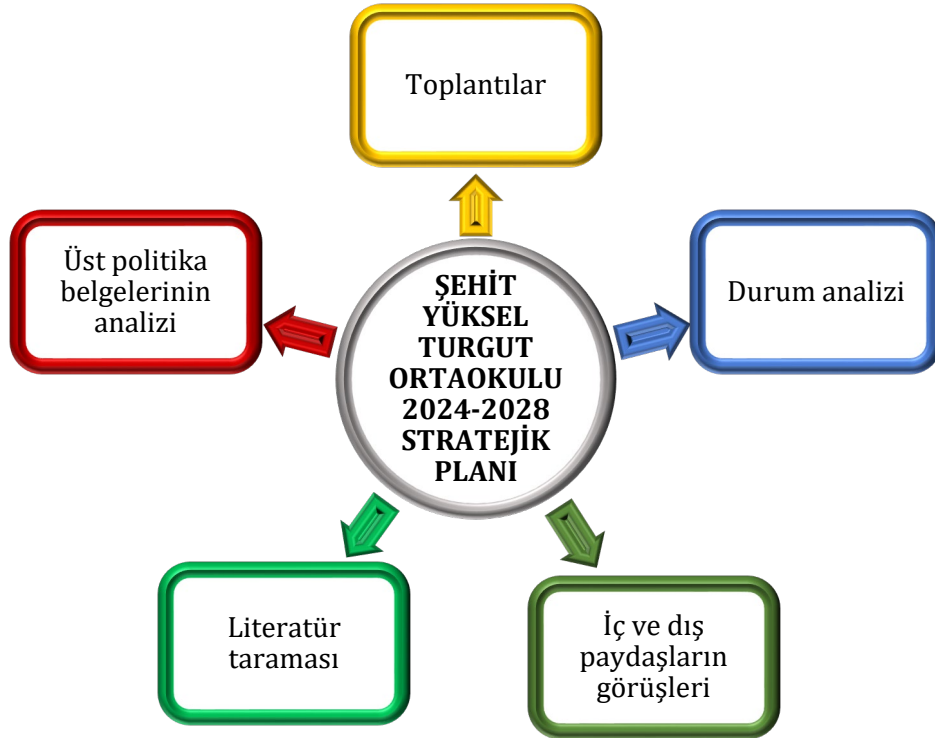 Toplantılar
Üst politika
belgelerinin
analizi
ŞEHİT
YÜKSEL
TURGUT
ORTAOKULU
2024-2028
STRATEJİK
PLANI
Durum analizi
Literatür
taraması
İç ve dış
paydaşların
görüşleri